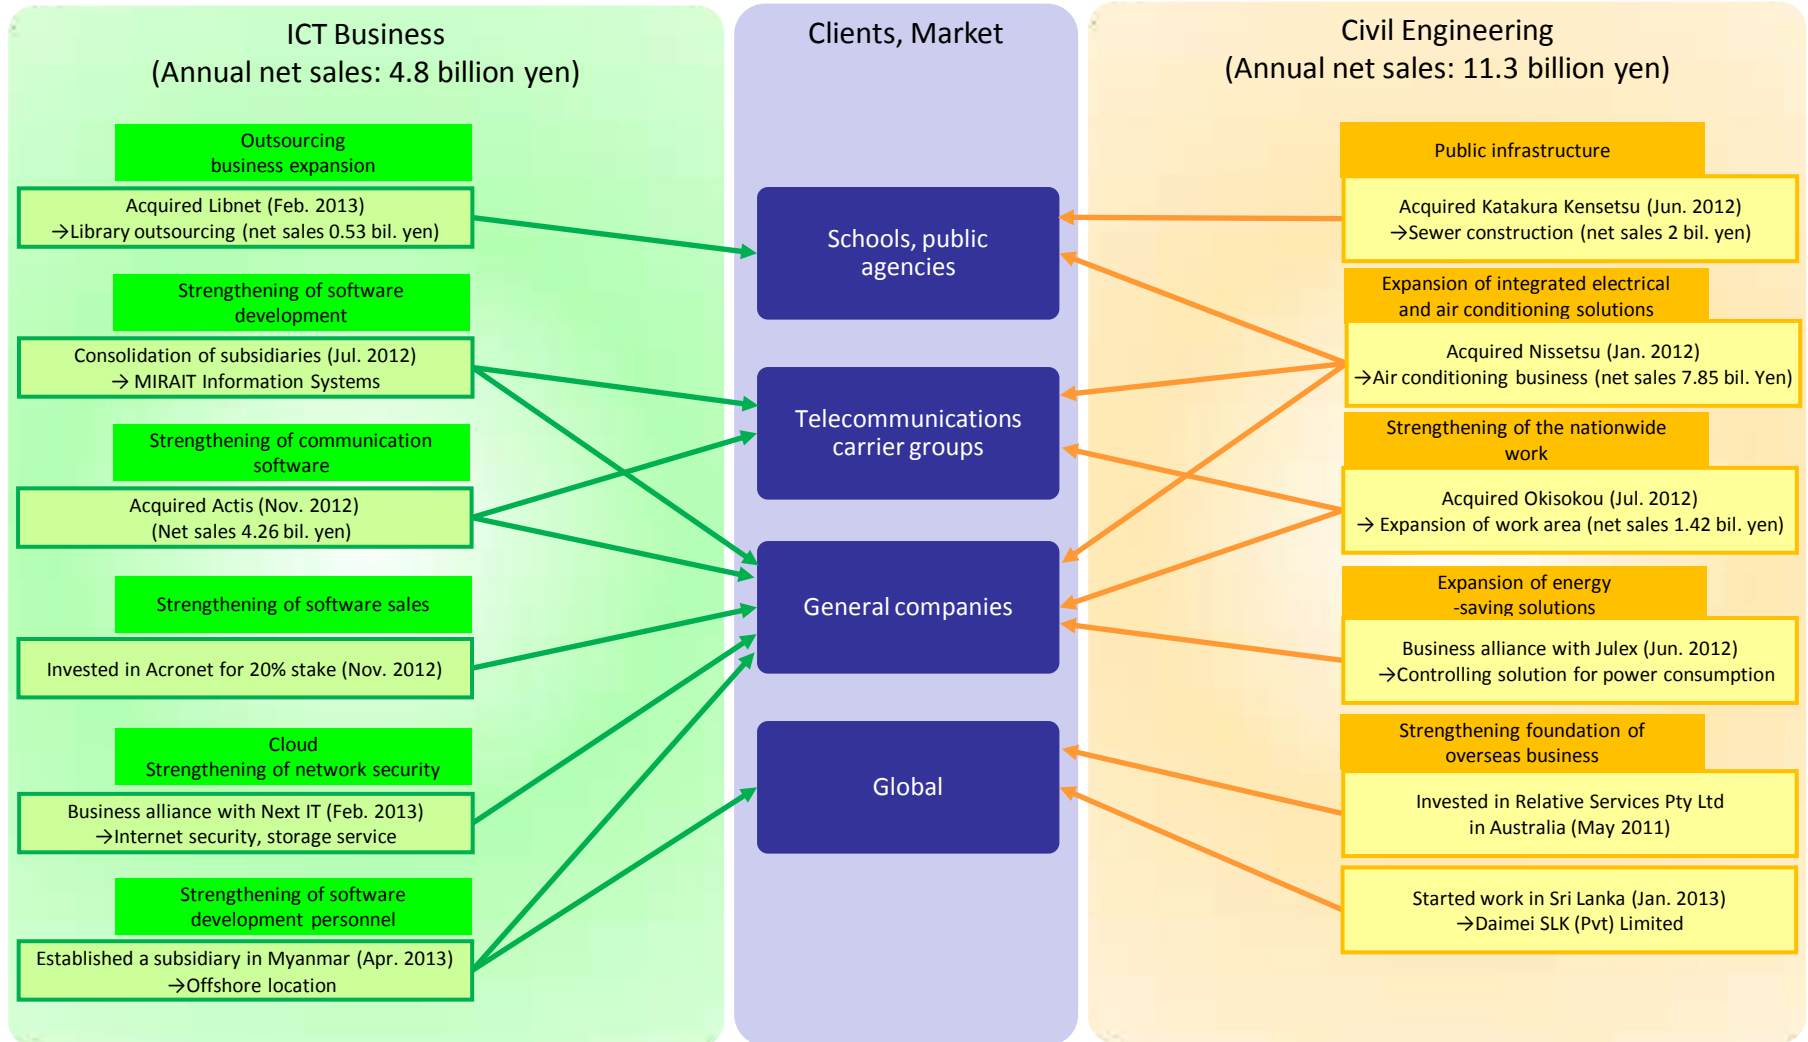 ICT Business
(Annual net sales: 4.8 billion yen)
Outsourcing
business expansion
Acquired Libnet (Feb. 2013)
→Library outsourcing (net sales 0.53 bil. yen)
Strengthening of software
development
Consolidation of subsidiaries (Jul. 2012)
→ MIRAIT Information Systems
Strengthening of communication
software
Acquired Actis (Nov. 2012)
(Net sales 4.26 bil. yen)
Strengthening of software sales
Invested in Acronet for 20% stake (Nov. 2012)
Cloud
Strengthening of network security
Business alliance with Next IT (Feb. 2013)
→Internet security, storage service
Strengthening of software
development personnel
Established a subsidiary in Myanmar (Apr. 2013)
→Offshore location
Clients, Market
Schools, public
agencies
Telecommunications
carrier groups
General companies
Global
Civil Engineering
(Annual net sales: 11.3 billion yen)
Public infrastructure
Acquired Katakura Kensetsu (Jun. 2012)
→Sewer construction (net sales 2 bil. yen)
Expansion of integrated electrical
and air conditioning solutions
Acquired Nissetsu (Jan. 2012)
→Air conditioning business (net sales 7.85 bil. Yen)
Strengthening of the nationwide
work
Acquired Okisokou (Jul. 2012)
→ Expansion of work area (net sales 1.42 bil. yen)
Expansion of energy
-saving solutions
Business alliance with Julex (Jun. 2012)
→Controlling solution for power consumption
Strengthening foundation of
overseas business
Invested in Relative Services Pty Ltd
in Australia (May 2011)
Started work in Sri Lanka (Jan. 2013)
→Daimei SLK (Pvt) Limited